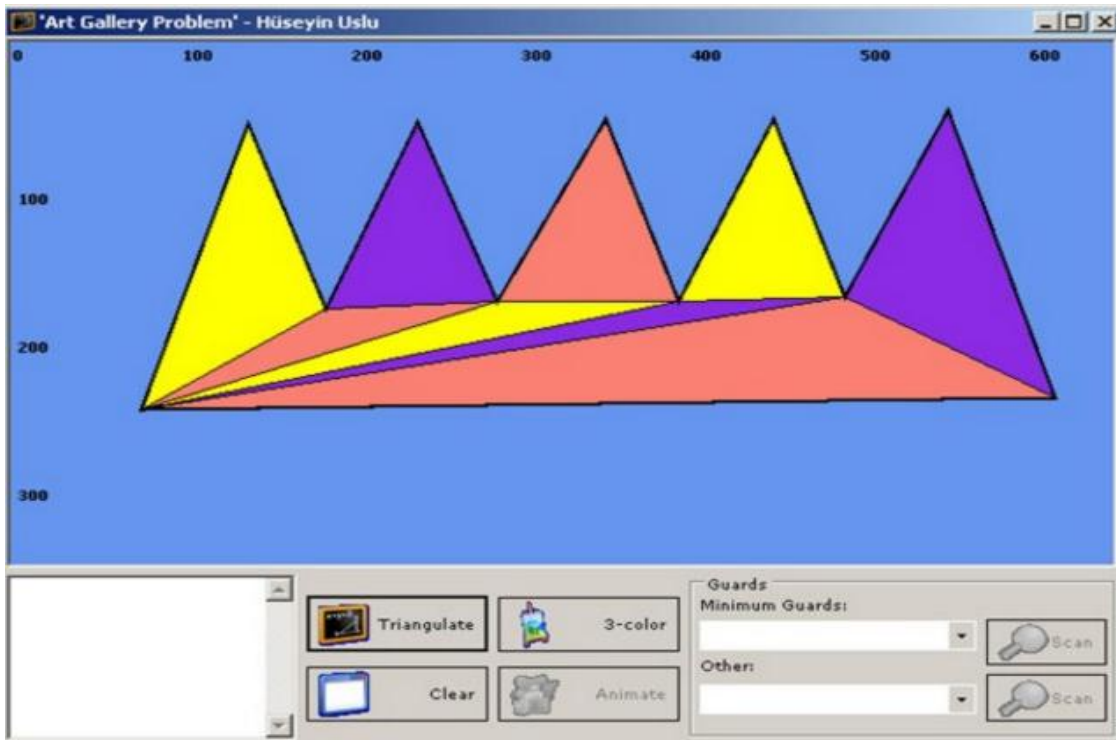 'Art Gallery Problem' - Hüseyin Uslu
0 100 200 300 400 500 600
100
200
300
Guards
Minimum Guards:
Triangulate 3-color
Scan
Other:
Clear Animate
Scan